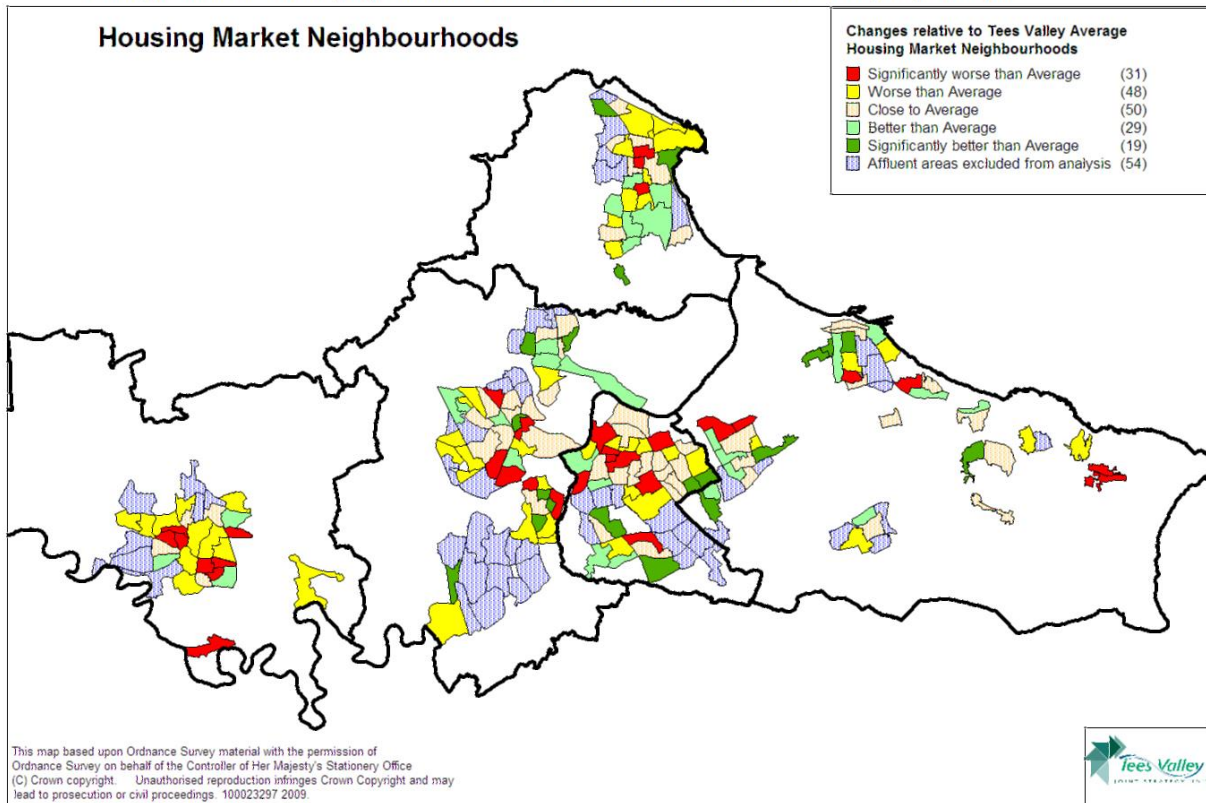 Housing Market Neighbourhoods
Changes relative to Tees Valley Average
Housing Market Neighbourhoods
Significantly worse than Average (31)
Worse than Average (48)
Close to Average (50)
Better than Average (29)
Significantly better than Average (19)
Affluent areas excluded from analysis (54)
This map based upon Ordnance Survey material with the permission of
Ordnance Survey on behalf of the Controller of Her Majesty's Stationery Office
(C) Crown copyright. Unauthorised reproduction infringes Crown Copyright and may
lead to prosecution or civil proceedings. 100023297 2009.
Tees Valley
JOINT STRATEGY